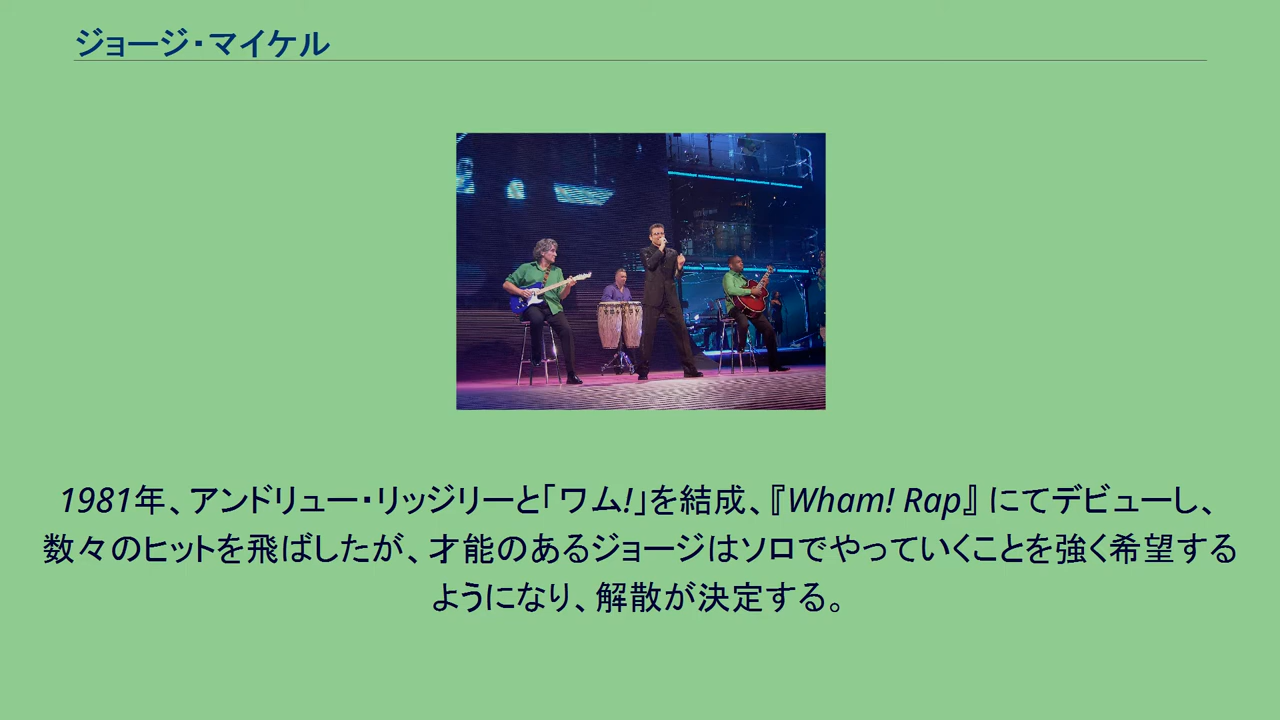 ジョージ・マイケル
1981年、アンドリュー・リッジリーと｢ワム!｣を結成、『Wham! Rap』 にてデビューし、
数々のヒットを飛ばしたが、才能のあるジョージはソロでやっていくことを強く希望する
ようになり、解散が決定する。